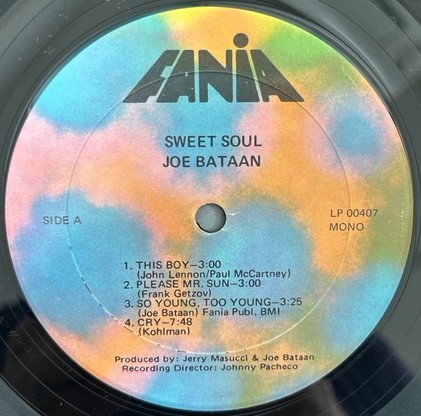 FANIA
SWEET SOUL
JOE BATAAN
SIDE A
LP 00407
MONO
1. THIS BOY—3:00
(John Lennon/Paul McCartney)
2. PLEASE MR. SUN—3:00
(Frank Getzov)
3. SO YOUNG, TOO YOUNG—3:25
(Joe Bataan) Fania Publ. BMI
4. CRY—7:48
(Kohlman)
Produced by: Jerry Masucci & Joe Bataan
Recording Director: Johnny Pacheco